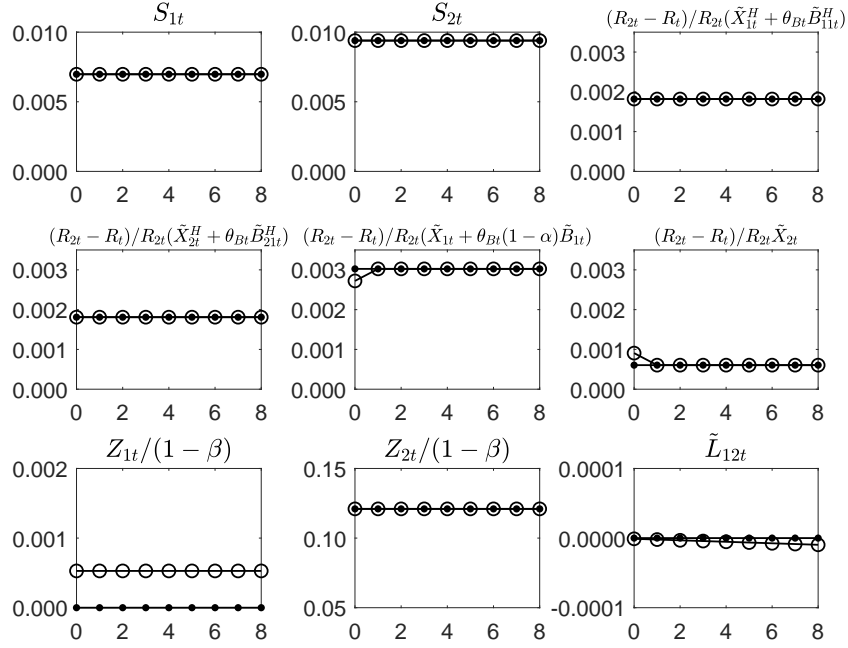 S_{1t}
S_{2t}
(R_{2t} − R_t)/R_{2t}(X̃^H_{1t} + θ_{Bt}B̃^H_{11t})
0.010
0.005
0.000
0 2 4 6 8
0.010
0.005
0.000
0 2 4 6 8
0.003
0.002
0.001
0.000
0 2 4 6 8
(R_{2t} − R_t)/R_{2t}(X̃^H_{2t} + θ_{Bt}B̃^H_{21t})
(R_{2t} − R_t)/R_{2t}(X̃_{1t} + θ_{Bt}(1 − α)B̃_{1t})
(R_{2t} − R_t)/R_{2t}X̃_{2t}
0.003
0.002
0.001
0.000
0 2 4 6 8
0.003
0.002
0.001
0.000
0 2 4 6 8
0.003
0.002
0.001
0.000
0 2 4 6 8
Z_{1t}/(1 − β)
Z_{2t}/(1 − β)
L̃_{12t}
0.002
0.001
0.000
0 2 4 6 8
0.15
0.10
0.05
0 2 4 6 8
0.0001
0.0000
-0.0001
0 2 4 6 8